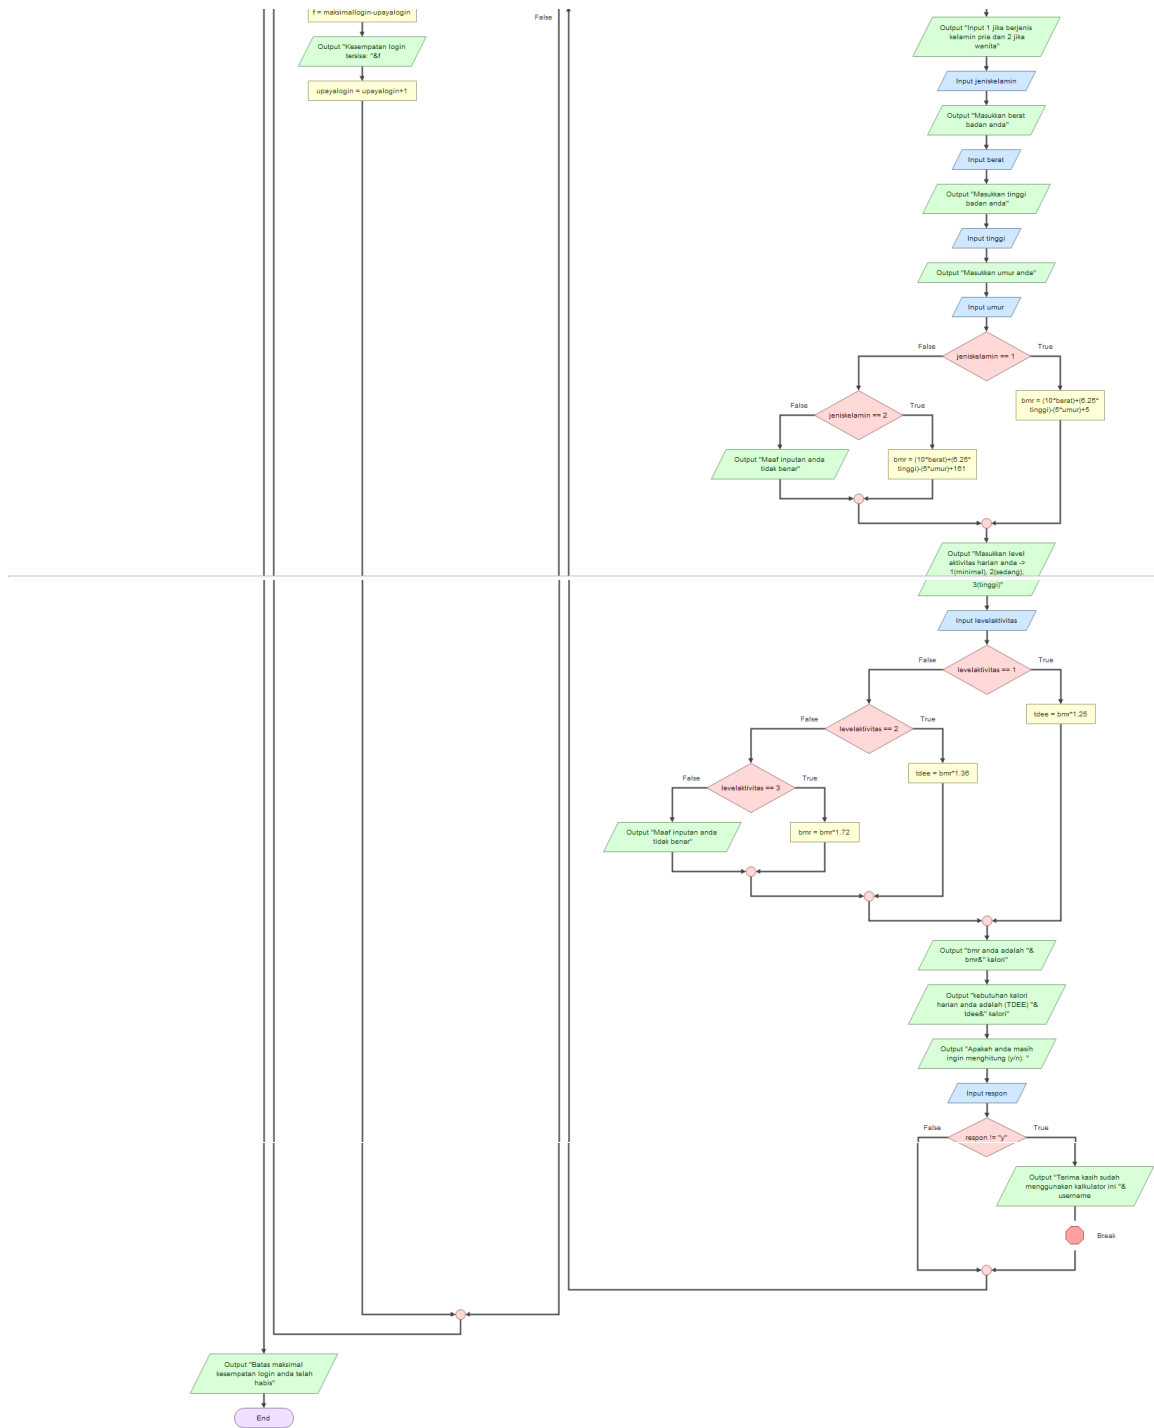 f = maksimallogin-upayalogin
Output "Kesempatan login
tersisa: "&f
upayalogin = upayalogin+1
False
Output "Input 1 jika berjenis
kelamin pria dan 2 jika
wanita"
Input jeniskelamin
Output "Masukkan berat
badan anda"
Input berat
Output "Masukkan tinggi
badan anda"
Input tinggi
Output "Masukkan umur anda"
Input umur
False
True
jeniskelamin == 1
bmr = (10*berat)+(6.25*
tinggi)-(5*umur)+5
False
True
jeniskelamin == 2
Output "Maaf inputan anda
tidak benar"
bmr = (10*berat)+(6.25*
tinggi)-(5*umur)+161
Output "Masukkan level
aktivitas harian anda ->
1(minimal), 2(sedang),
3(tinggi)"
Input levelaktivitas
False
True
levelaktivitas == 1
tdee = bmr*1.25
False
True
levelaktivitas == 2
tdee = bmr*1.36
False
True
levelaktivitas == 3
Output "Maaf inputan anda
tidak benar"
bmr = bmr*1.72
Output "bmr anda adalah "&
bmr&" kalori"
Output "kebutuhan kalori
harian anda adalah (TDEE) "&
tdee&" kalori"
Output "Apakah anda masih
ingin menghitung (y/n): "
Input respon
False
True
respon != "y"
Output "Terima kasih sudah
menggunakan kalkulator ini "&
username
Break
Output "Batas maksimal
kesempatan login anda telah
habis"
End